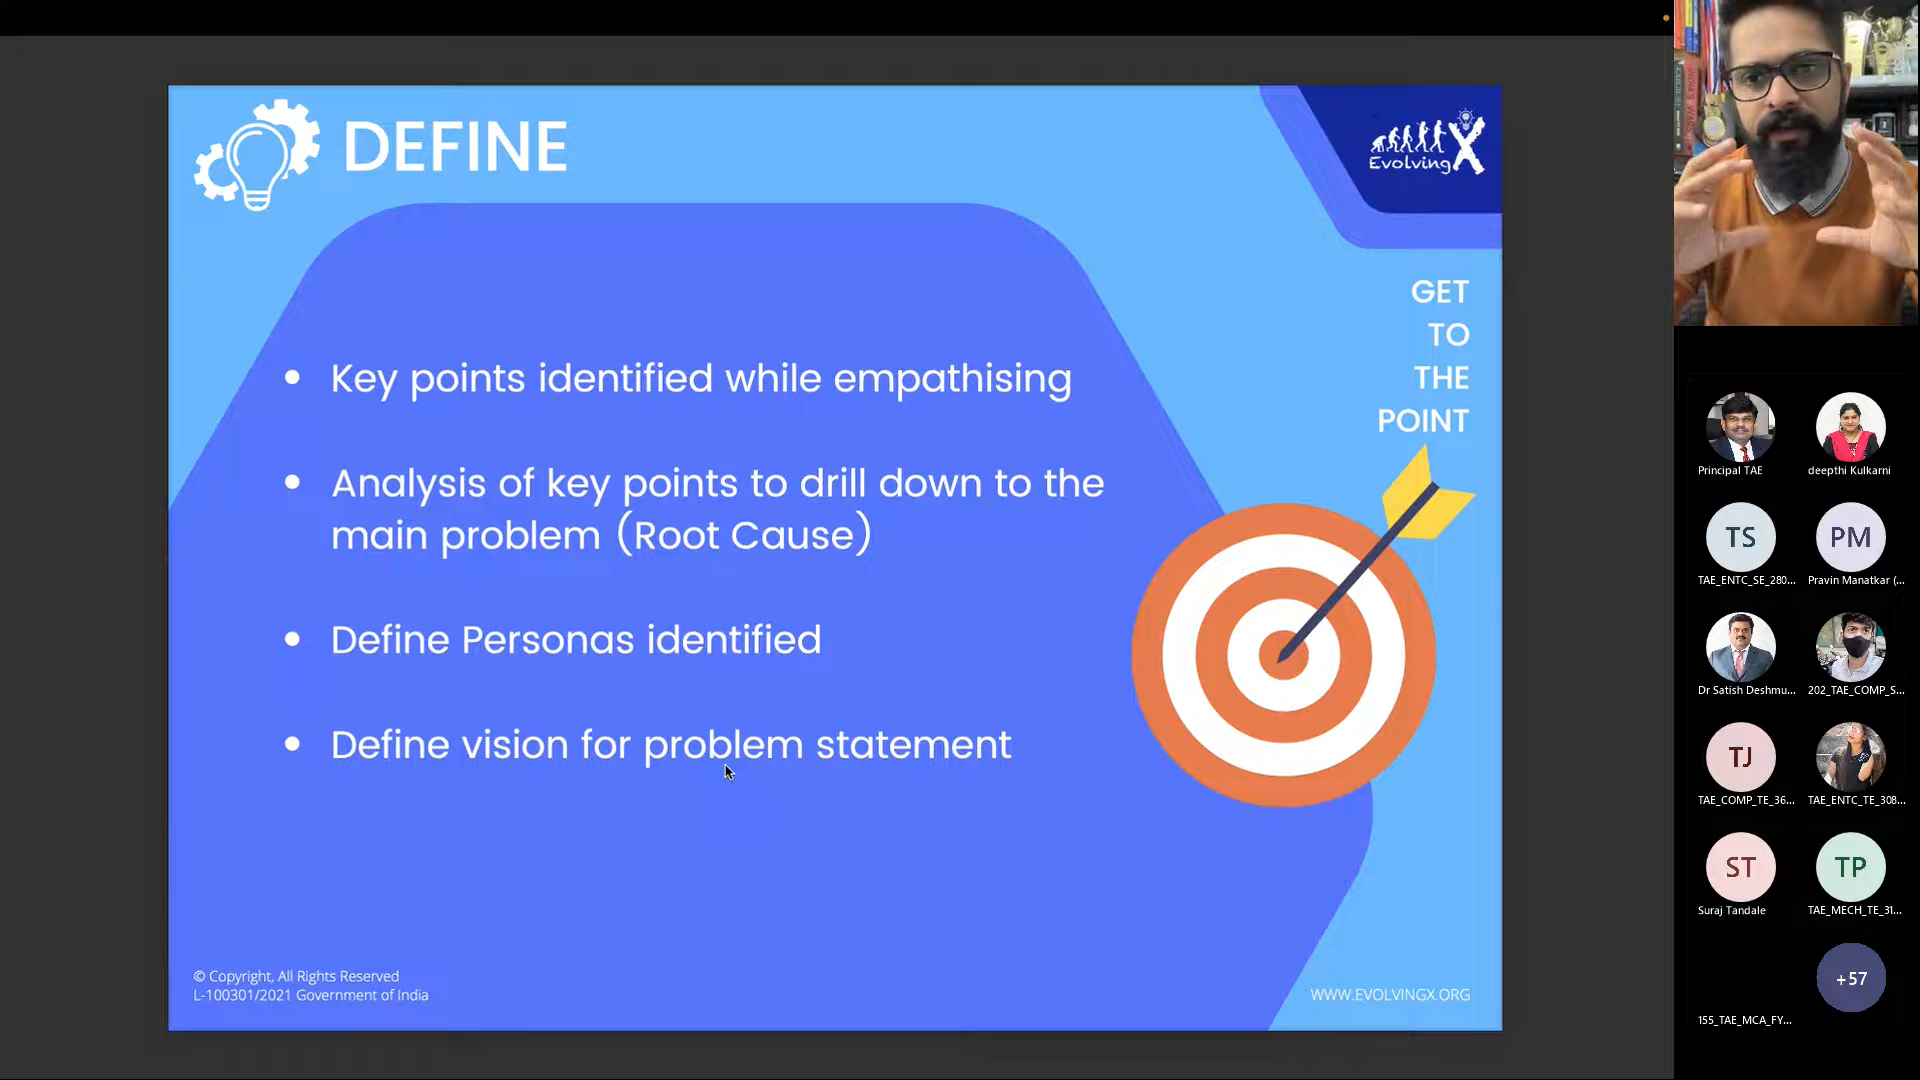 DEFINE
EvolvingX
GET
TO
THE
POINT
• Key points identified while empathising
• Analysis of key points to drill down to the
main problem (Root Cause)
• Define Personas identified
• Define vision for problem statement
© Copyright, All Rights Reserved
L-100301/2021 Government of India
WWW.EVOLVINGX.ORG
Principal TAE
deepthi Kulkarni
TS
PM
TAE_ENTC_SE_280...
Pravin Manatkar (...
Dr Satish Deshmu...
202_TAE_COMP_S...
TJ
TAE_COMP_TE_36...
TAE_ENTC_TE_308...
ST
TP
Suraj Tandale
TAE_MECH_TE_31...
+57
155_TAE_MCA_FY...